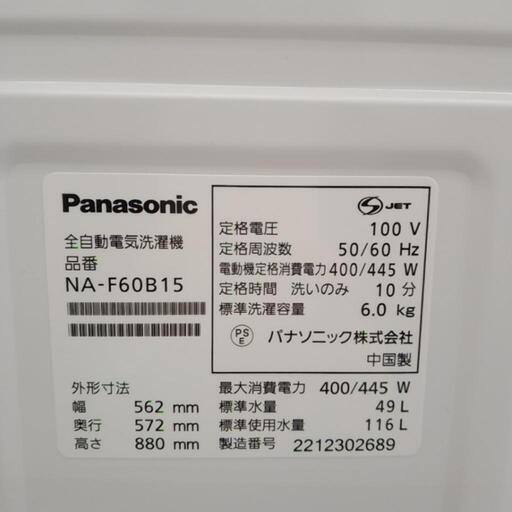 Panasonic
全自動電気洗濯機
品番
NA-F60B15
外形寸法
幅 562 mm
奥行 572 mm
高さ 880 mm
S JET
定格電圧 100 V
定格周波数 50/60 Hz
電動機定格消費電力 400/445 W
定格時間 洗いのみ 10分
標準洗濯容量 6.0 kg
PSE パナソニック株式会社
中国製
最大消費電力 400/445 W
標準水量 49 L
標準使用水量 116 L
製造番号 2212302689